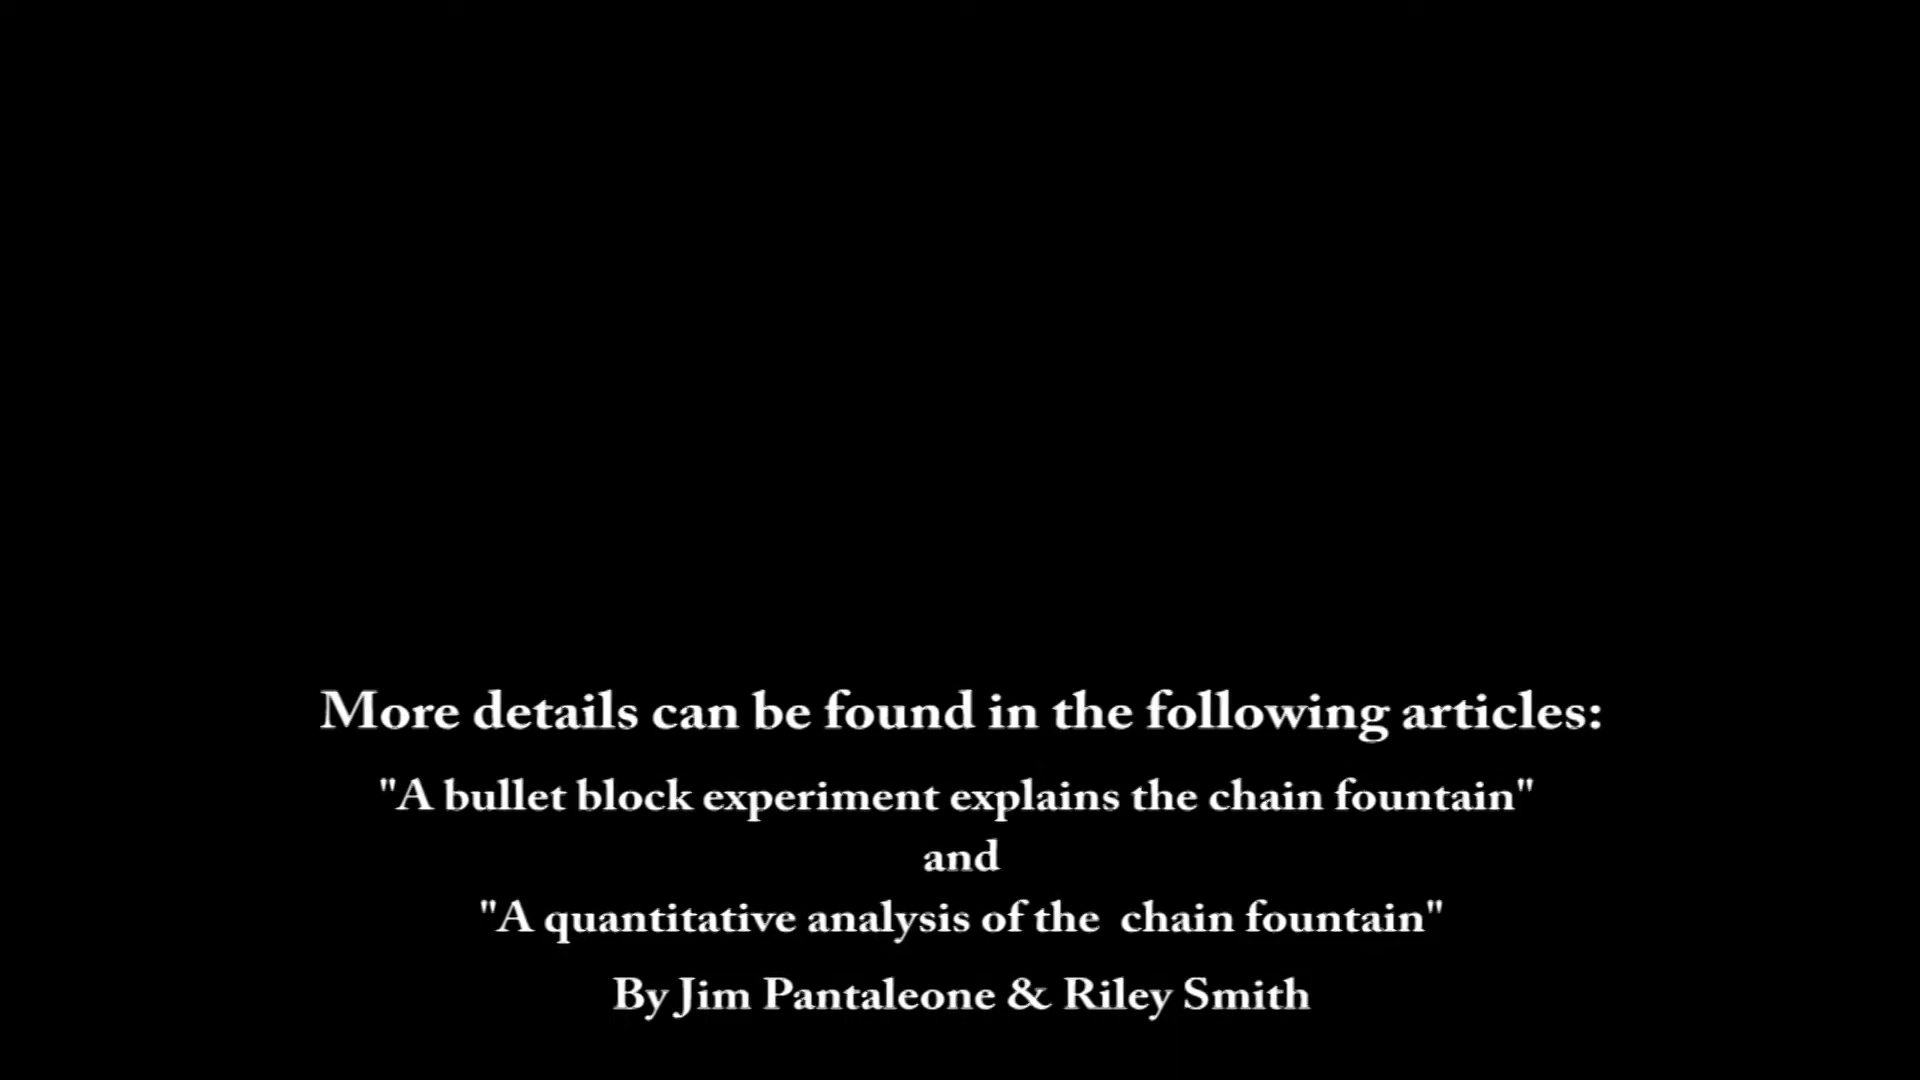 More details can be found in the following articles:
"A bullet block experiment explains the chain fountain"
and
"A quantitative analysis of the  chain fountain"
By Jim Pantaleone & Riley Smith